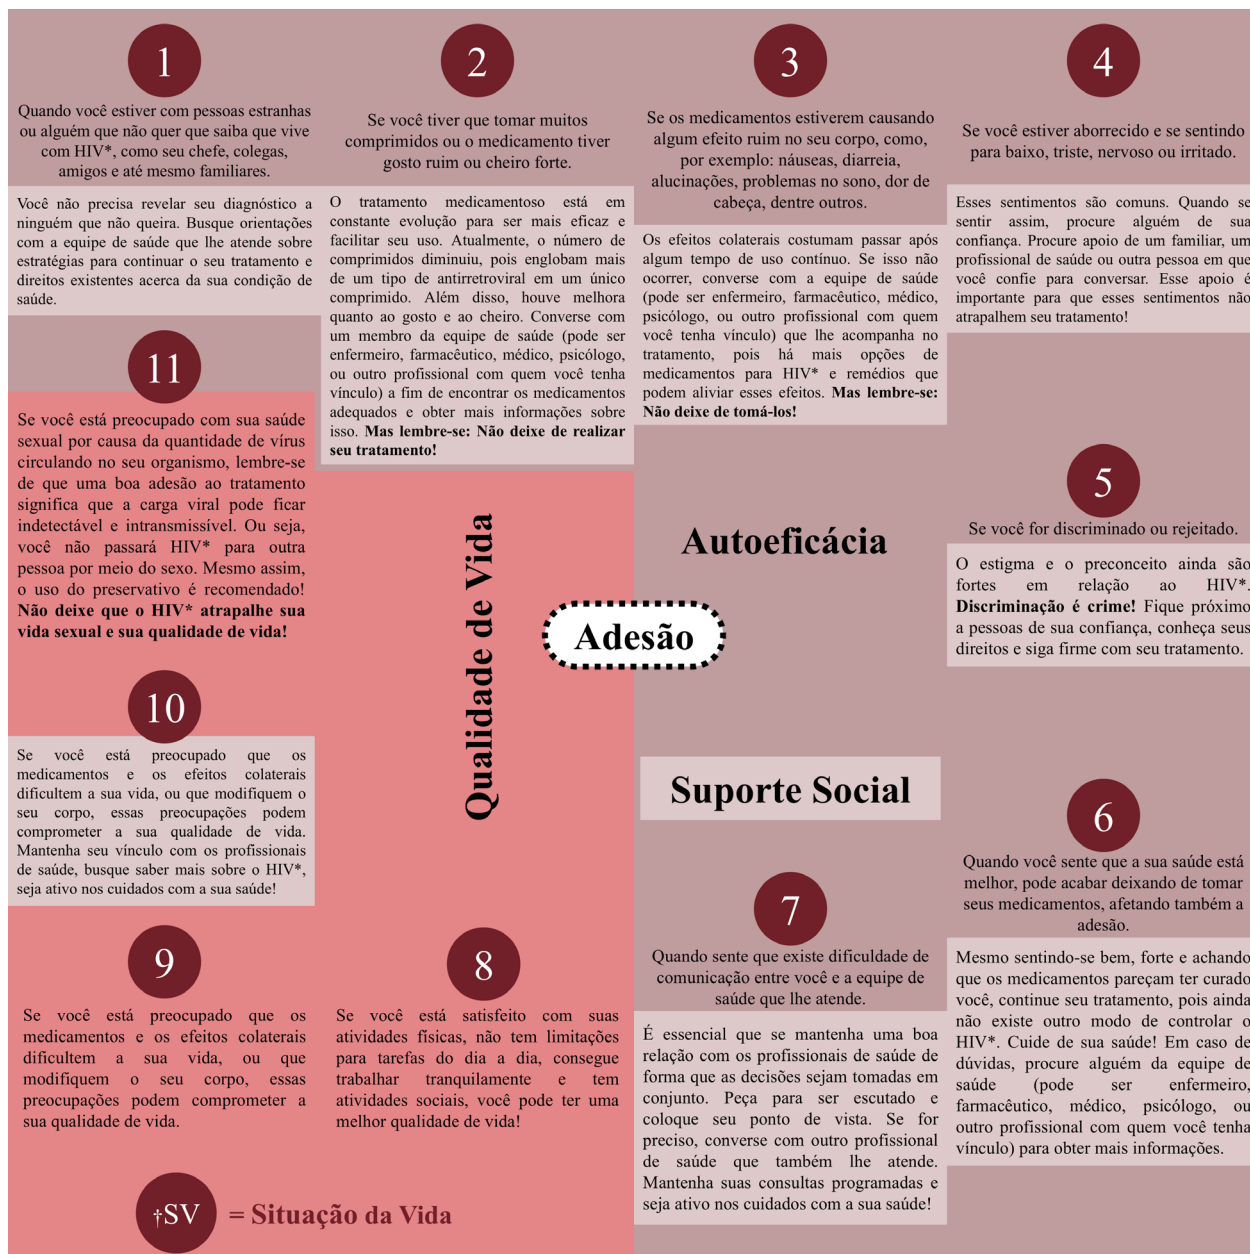 1
Quando você estiver com pessoas estranhas
ou alguém que não quer que saiba que vive
com HIV*, como seu chefe, colegas,
amigos e até mesmo familiares.
Você não precisa revelar seu diagnóstico a
ninguém que não queira. Busque orientações
com a equipe de saúde que lhe atende sobre
estratégias para continuar o seu tratamento e
direitos existentes acerca da sua condição de
saúde.
2
Se você tiver que tomar muitos
comprimidos ou o medicamento tiver
gosto ruim ou cheiro forte.
O tratamento medicamentoso está em
constante evolução para ser mais eficaz e
facilitar seu uso. Atualmente, o número de
comprimidos diminuiu, pois englobam mais
de um tipo de antirretroviral em um único
comprimido. Além disso, houve melhora
quanto ao gosto e ao cheiro. Converse com
um membro da equipe de saúde (pode ser
enfermeiro, farmacêutico, médico, psicólogo,
ou outro profissional com quem você tenha
vínculo) a fim de encontrar os medicamentos
adequados e obter mais informações sobre
isso. Mas lembre-se: Não deixe de realizar
seu tratamento!
3
Se os medicamentos estiverem causando
algum efeito ruim no seu corpo, como,
por exemplo: náuseas, diarreia,
alucinações, problemas no sono, dor de
cabeça, dentre outros.
Os efeitos colaterais costumam passar após
algum tempo de uso contínuo. Se isso não
ocorrer, converse com a equipe de saúde
(pode ser enfermeiro, farmacêutico, médico,
psicólogo, ou outro profissional com quem
você tenha vínculo) que lhe acompanha no
tratamento, pois há mais opções de
medicamentos para HIV* e remédios que
podem aliviar esses efeitos. Mas lembre-se:
Não deixe de tomá-los!
4
Se você estiver aborrecido e se sentindo
para baixo, triste, nervoso ou irritado.
Esses sentimentos são comuns. Quando se
sentir assim, procure alguém de sua
confiança. Procure apoio de um familiar, um
profissional de saúde ou outra pessoa em que
você confie para conversar. Esse apoio é
importante para que esses sentimentos não
atrapalhem seu tratamento!
11
Se você está preocupado com sua saúde
sexual por causa da quantidade de vírus
circulando no seu organismo, lembre-se
de que uma boa adesão ao tratamento
significa que a carga viral pode ficar
indetectável e intransmissível. Ou seja,
você não passará HIV* para outra
pessoa por meio do sexo. Mesmo assim,
o uso do preservativo é recomendado!
Não deixe que o HIV* atrapalhe sua
vida sexual e sua qualidade de vida!
Qualidade de Vida
Autoeficácia
Adesão
Suporte Social
5
Se você for discriminado ou rejeitado.
O estigma e o preconceito ainda são
fortes em relação ao HIV*.
Discriminação é crime! Fique próximo
a pessoas de sua confiança, conheça seus
direitos e siga firme com seu tratamento.
10
Se você está preocupado que os
medicamentos e os efeitos colaterais
dificultem a sua vida, ou que modifiquem o
seu corpo, essas preocupações podem
comprometer a sua qualidade de vida.
Mantenha seu vínculo com os profissionais
de saúde, busque saber mais sobre o HIV*,
seja ativo nos cuidados com a sua saúde!
6
Quando você sente que a sua saúde está
melhor, pode acabar deixando de tomar
seus medicamentos, afetando também a
adesão.
Mesmo sentindo-se bem, forte e achando
que os medicamentos pareçam ter curado
você, continue seu tratamento, pois ainda
não existe outro modo de controlar o
HIV*. Cuide de sua saúde! Em caso de
dúvidas, procure alguém da equipe de
saúde (pode ser enfermeiro,
farmacêutico, médico, psicólogo, ou
outro profissional com quem você tenha
vínculo) para obter mais informações.
7
Quando sente que existe dificuldade de
comunicação entre você e a equipe de
saúde que lhe atende.
É essencial que se mantenha uma boa
relação com os profissionais de saúde de
forma que as decisões sejam tomadas em
conjunto. Peça para ser escutado e
coloque seu ponto de vista. Se for
preciso, converse com outro profissional
de saúde que também lhe atende.
Mantenha suas consultas programadas e
seja ativo nos cuidados com a sua saúde!
9
Se você está preocupado que os
medicamentos e os efeitos colaterais
dificultem a sua vida, ou que
modifiquem o seu corpo, essas
preocupações podem comprometer a
sua qualidade de vida.
8
Se você está satisfeito com suas
atividades físicas, não tem limitações
para tarefas do dia a dia, consegue
trabalhar tranquilamente e tem
atividades sociais, você pode ter uma
melhor qualidade de vida!
†SV = Situação da Vida